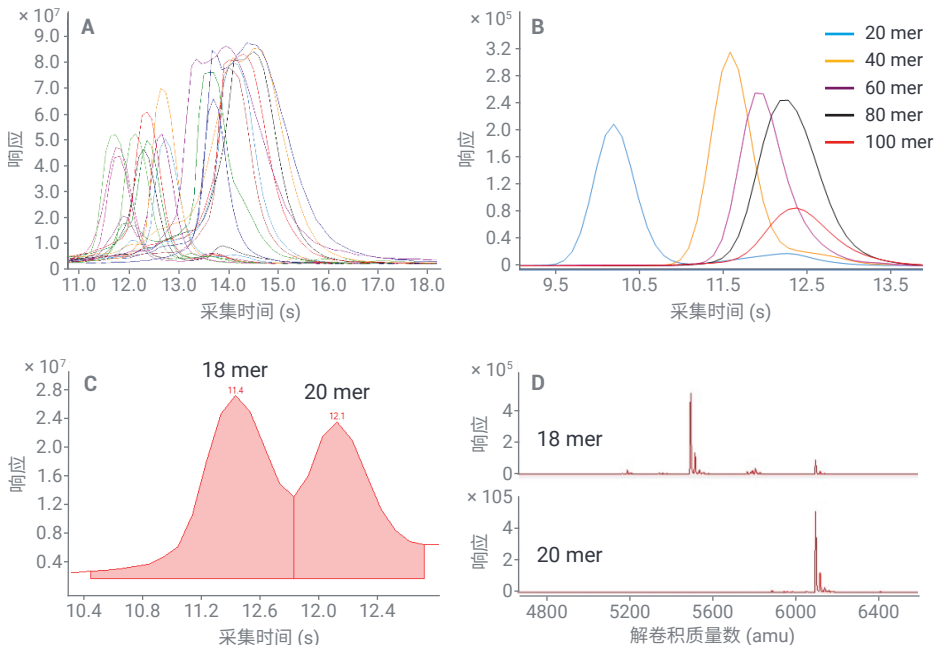 × 10⁷
A
9.0
8.0
7.0
6.0
5.0
4.0
3.0
2.0
1.0
0
响应
11.0 12.0 13.0 14.0 15.0 16.0 17.0 18.0
采集时间 (s)
× 10⁵
B
3.2
2.8
2.4
2.0
1.6
1.2
0.8
0.4
0
响应
20 mer
40 mer
60 mer
80 mer
100 mer
9.5 10.5 11.5 12.5 13.5
采集时间 (s)
× 10⁷
C
18 mer
20 mer
11.4
12.1
2.8
2.4
2.0
1.6
1.2
0.8
0.4
响应
10.4 10.8 11.2 12.6 12.0 12.4
采集时间 (s)
× 10⁵
D
4
2
0
响应
18 mer
× 105
4
2
0
响应
20 mer
4800 5200 5600 6000 6400
解卷积质量数 (amu)